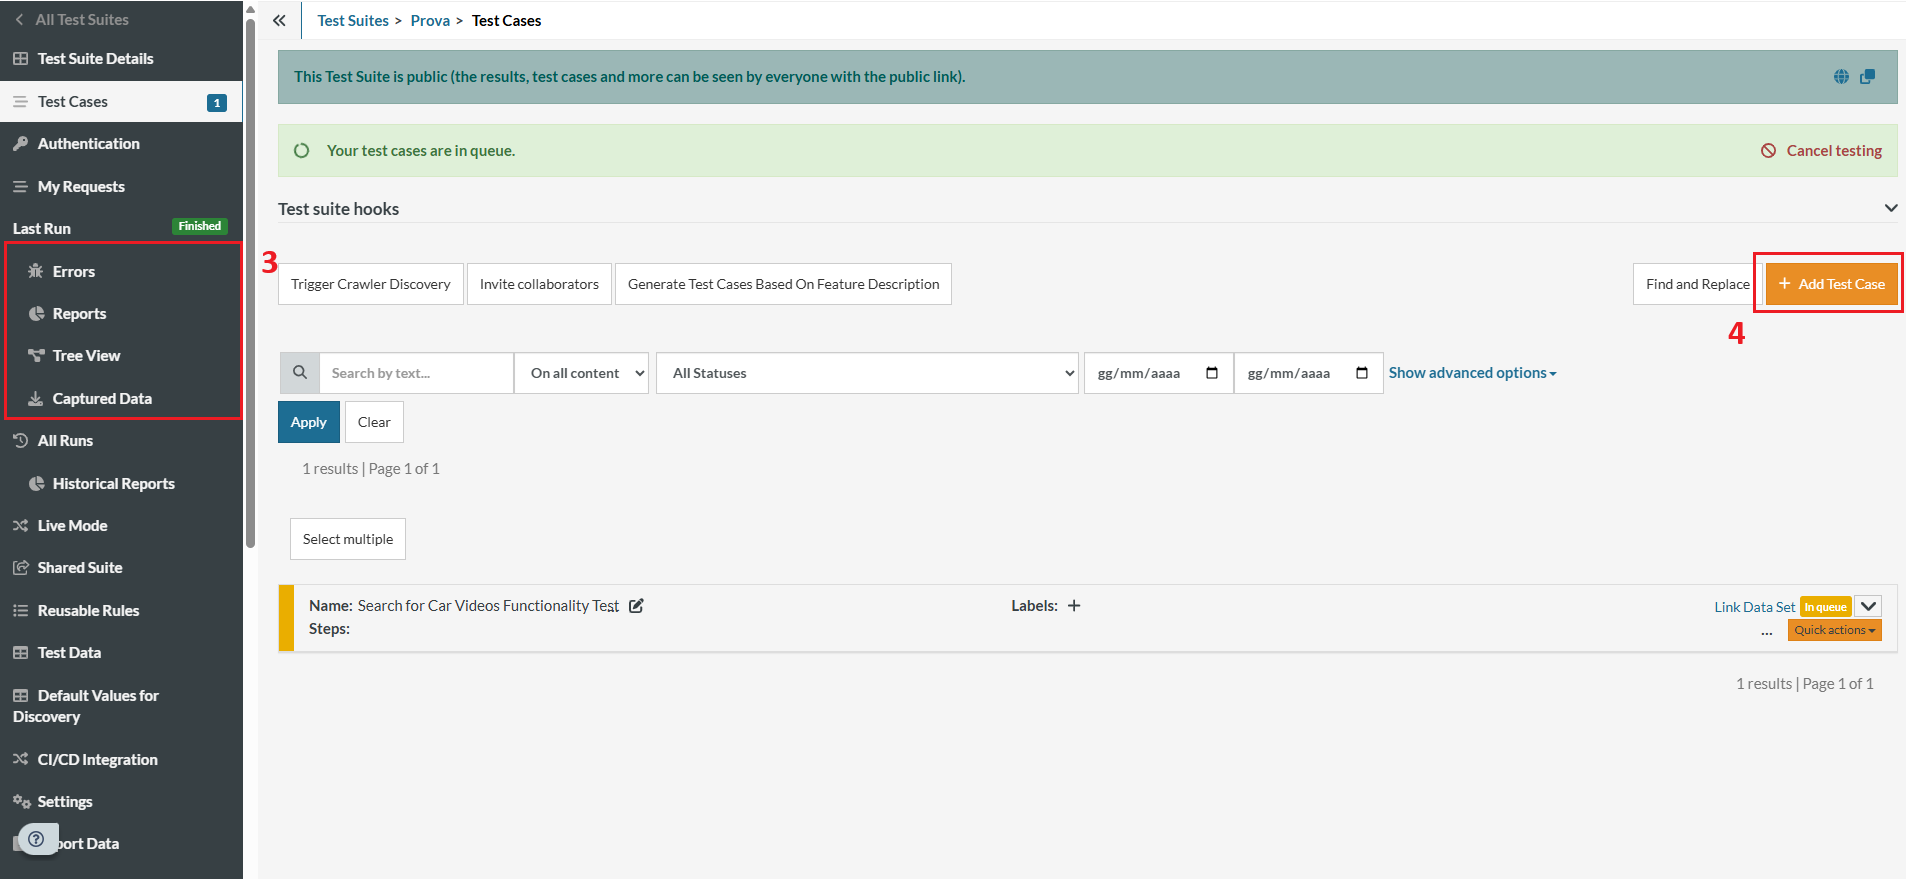 All Test Suites
Test Suite Details
Test Cases 1
Authentication
My Requests
Last Run Finished
Errors
Reports
Tree View
Captured Data
All Runs
Historical Reports
Live Mode
Shared Suite
Reusable Rules
Test Data
Default Values for
Discovery
CI/CD Integration
Settings
port Data
Test Suites > Prova > Test Cases
This Test Suite is public (the results, test cases and more can be seen by everyone with the public link).
Your test cases are in queue. Cancel testing
Test suite hooks
3
Trigger Crawler Discovery Invite collaborators Generate Test Cases Based On Feature Description Find and Replace + Add Test Case
4
Search by text... On all content All Statuses gg/mm/aaaa gg/mm/aaaa Show advanced options
Apply Clear
1 results | Page 1 of 1
Select multiple
Name: Search for Car Videos Functionality Test Labels: + Link Data Set In queue
Steps: ... Quick actions
1 results | Page 1 of 1